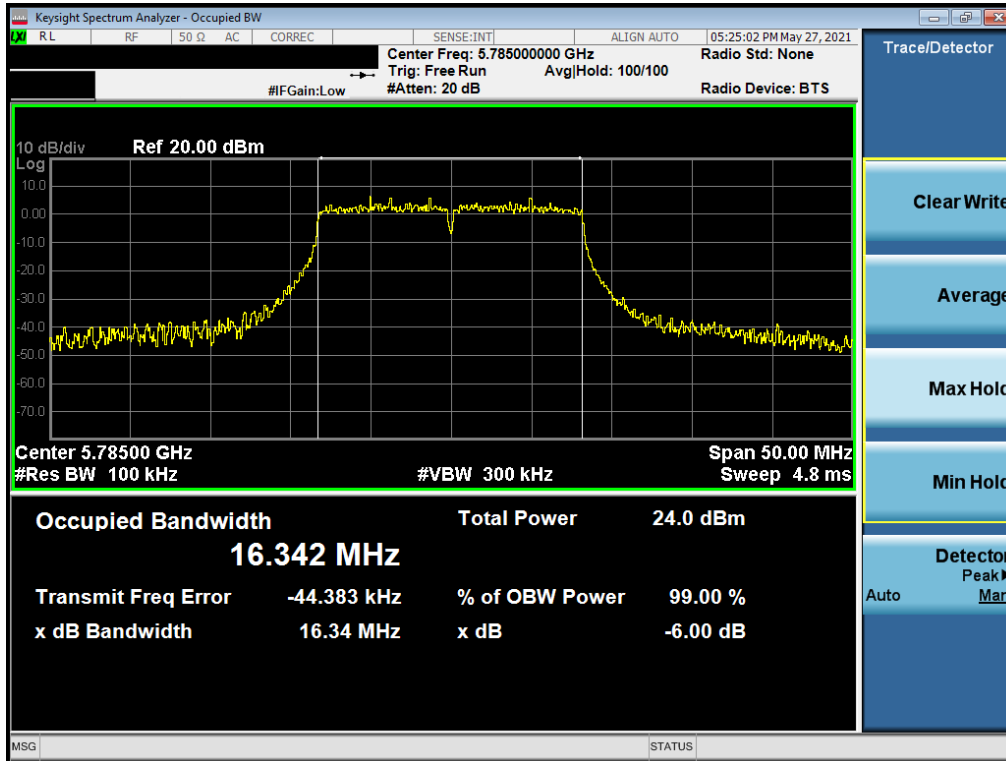 Keysight Spectrum Analyzer - Occupied BW
LXI RL RF 50 Ω AC CORREC SENSE:INT ALIGN AUTO 05:25:02 PM May 27, 2021
Center Freq: 5.785000000 GHz Radio Std: None
Trig: Free Run Avg|Hold: 100/100
#IFGain:Low #Atten: 20 dB Radio Device: BTS
10 dB/div Ref 20.00 dBm
Log
10.0
0.00
-10.0
-20.0
-30.0
-40.0
-50.0
-60.0
-70.0
Center 5.78500 GHz Span 50.00 MHz
#Res BW 100 kHz #VBW 300 kHz Sweep 4.8 ms
Occupied Bandwidth Total Power 24.0 dBm
16.342 MHz
Transmit Freq Error -44.383 kHz % of OBW Power 99.00 %
x dB Bandwidth 16.34 MHz x dB -6.00 dB
MSG STATUS
Trace/Detector
Clear Write
Average
Max Hold
Min Hold
Detector
Peak
Auto Man